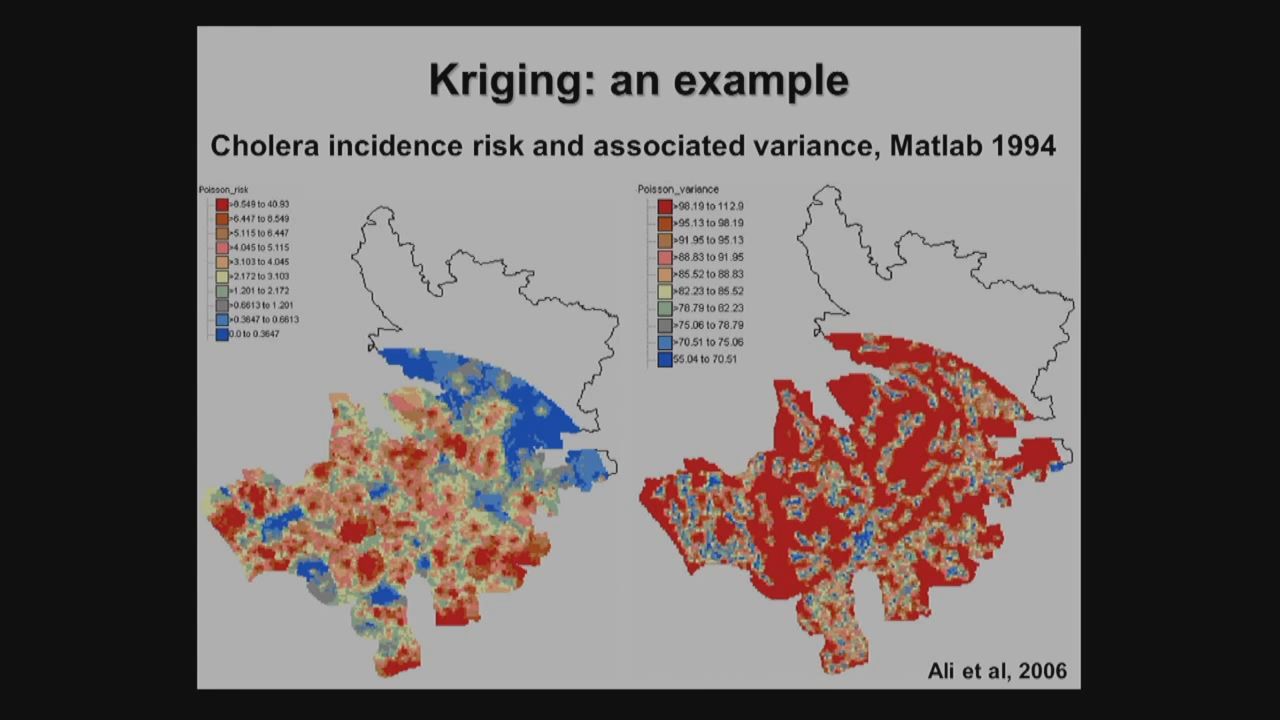 Kriging: an example
Cholera incidence risk and associated variance, Matlab 1994
Poisson_risk
>8.549 to 40.93
>6.447 to 8.549
>5.115 to 6.447
>4.045 to 5.115
>3.103 to 4.045
>2.172 to 3.103
>1.201 to 2.172
>0.6613 to 1.201
>0.3647 to 0.6613
0.0 to 0.3647
Poisson_variance
>98.19 to 112.9
>95.13 to 98.19
>91.95 to 95.13
>88.83 to 91.95
>85.52 to 88.83
>82.23 to 85.52
>78.79 to 82.23
>75.06 to 78.79
>70.51 to 75.06
55.04 to 70.51
Ali et al, 2006